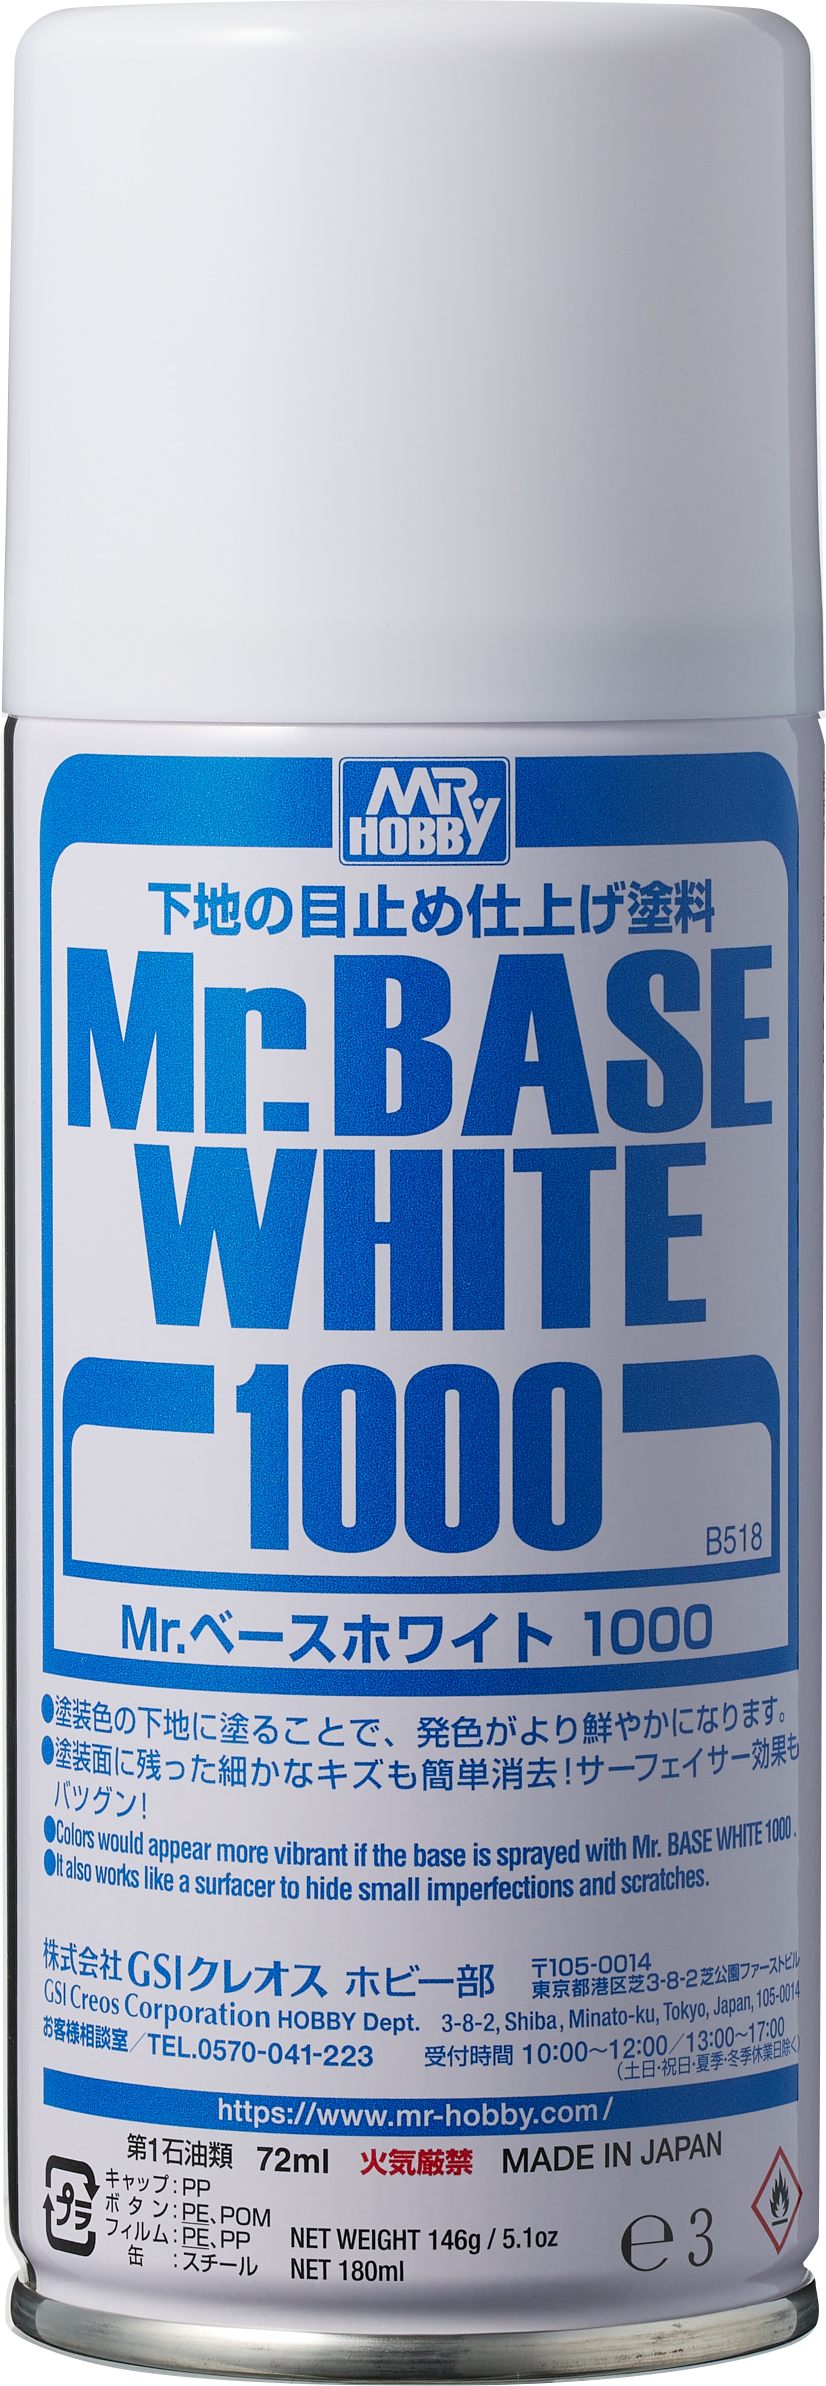 MR. HOBBY
下地の目止め仕上げ塗料
Mr. BASE
WHITE
1000
B518
Mr.ベースホワイト 1000
●塗装色の下地に塗ることで、発色がより鮮やかになります。
●塗装面に残った細かなキズも簡単消去!サーフェイサー効果も
バツグン!
●Colors would appear more vibrant if the base is sprayed with Mr. BASE WHITE 1000.
●It also works like a surfacer to hide small imperfections and scratches.
株式会社 GSIクレオス ホビー部 〒105-0014
東京都港区芝3-8-2芝公園ファーストビル
GSI Creos Corporation HOBBY Dept. 3-8-2, Shiba, Minato-ku, Tokyo, Japan, 105-0014
お客様相談室/TEL.0570-041-223 受付時間 10:00〜12:00/13:00〜17:00
(土日・祝日・夏季・冬季休業日除く)
https://www.mr-hobby.com/
第1石油類 72ml 火気厳禁 MADE IN JAPAN
プラ
キャップ:PP
ボタン:PE、POM
フィルム:PE、PP
缶:スチール
NET WEIGHT 146g / 5.1oz
NET 180ml
℮ 3